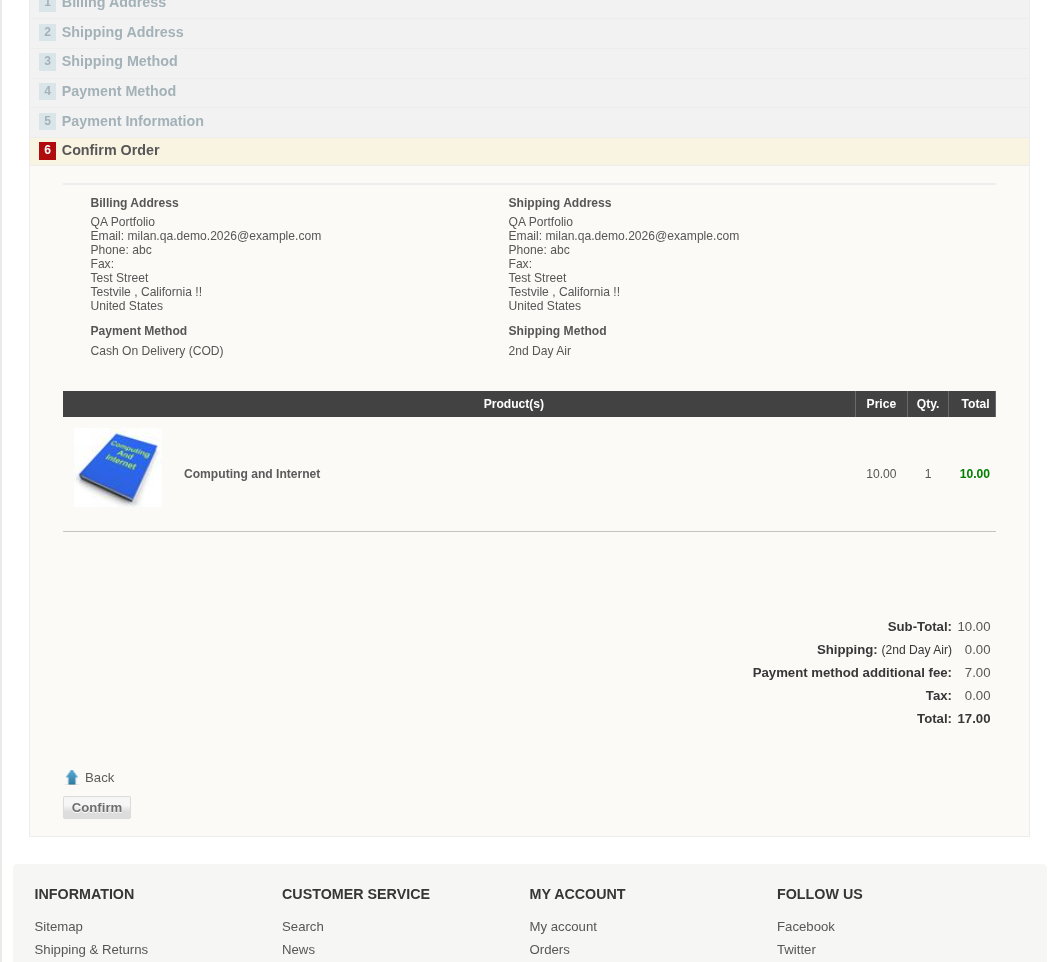 1 Billing Address
2 Shipping Address
3 Shipping Method
4 Payment Method
5 Payment Information
6 Confirm Order
Billing Address
QA Portfolio
Email: milan.qa.demo.2026@example.com
Phone: abc
Fax:
Test Street
Testvile , California !!
United States
Payment Method
Cash On Delivery (COD)
Shipping Address
QA Portfolio
Email: milan.qa.demo.2026@example.com
Phone: abc
Fax:
Test Street
Testvile , California !!
United States
Shipping Method
2nd Day Air
Product(s) Price Qty. Total
Computing
And
Internet
Computing and Internet 10.00 1 10.00
Sub-Total: 10.00
Shipping: (2nd Day Air) 0.00
Payment method additional fee: 7.00
Tax: 0.00
Total: 17.00
Back
Confirm
INFORMATION
Sitemap
Shipping & Returns
CUSTOMER SERVICE
Search
News
MY ACCOUNT
My account
Orders
FOLLOW US
Facebook
Twitter